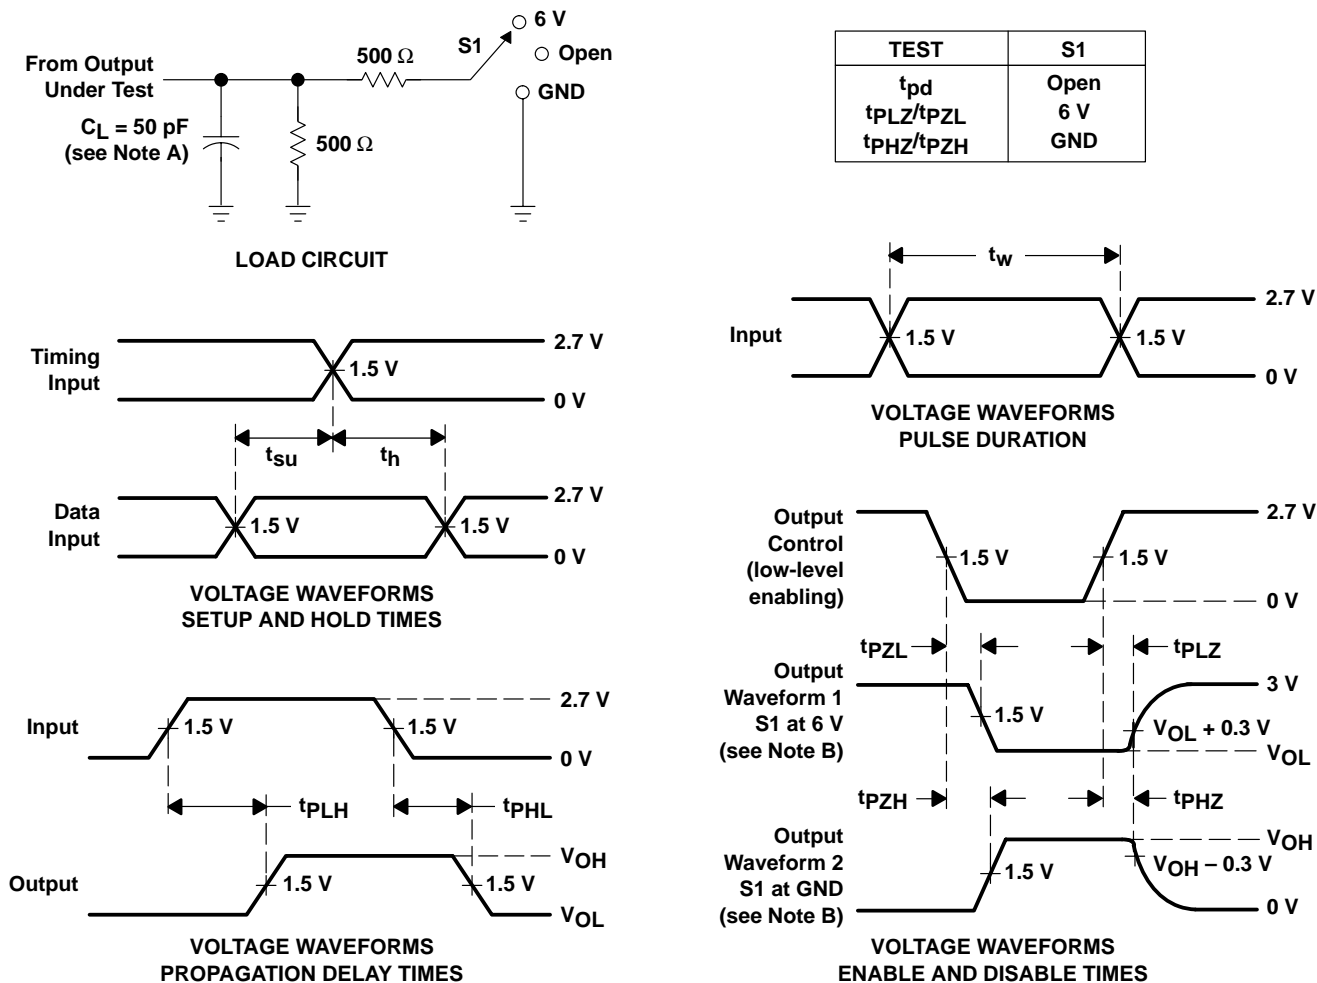 From Output
Under Test
C_L = 50 pF
(see Note A)
500 Ω
500 Ω
S1
6 V
Open
GND
LOAD CIRCUIT
TEST S1
t_pd Open
t_PLZ/t_PZL 6 V
t_PHZ/t_PZH GND
t_w
Input
1.5 V
1.5 V
2.7 V
0 V
VOLTAGE WAVEFORMS
PULSE DURATION
Timing
Input
1.5 V
2.7 V
0 V
t_su
t_h
Data
Input
1.5 V
1.5 V
2.7 V
0 V
VOLTAGE WAVEFORMS
SETUP AND HOLD TIMES
Input
1.5 V
1.5 V
2.7 V
0 V
t_PLH
t_PHL
Output
1.5 V
1.5 V
V_OH
V_OL
VOLTAGE WAVEFORMS
PROPAGATION DELAY TIMES
Output
Control
(low-level
enabling)
1.5 V
1.5 V
2.7 V
0 V
t_PZL
t_PLZ
Output
Waveform 1
S1 at 6 V
(see Note B)
1.5 V
3 V
V_OL + 0.3 V
V_OL
t_PZH
t_PHZ
Output
Waveform 2
S1 at GND
(see Note B)
1.5 V
V_OH
V_OH – 0.3 V
0 V
VOLTAGE WAVEFORMS
ENABLE AND DISABLE TIMES